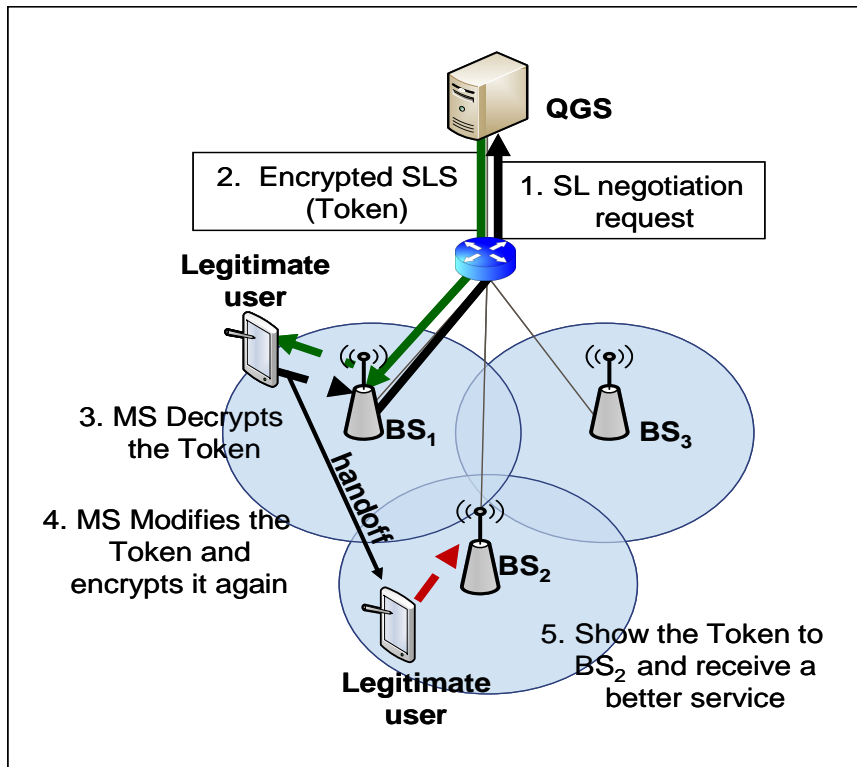 QGS
2.  Encrypted SLS
(Token)
1. SL negotiation
request
Legitimate
user
3. MS Decrypts
the Token
BS₁
BS₃
handoff
4. MS Modifies the
Token and
encrypts it again
BS₂
5. Show the Token to
BS₂ and receive a
better service
Legitimate
user